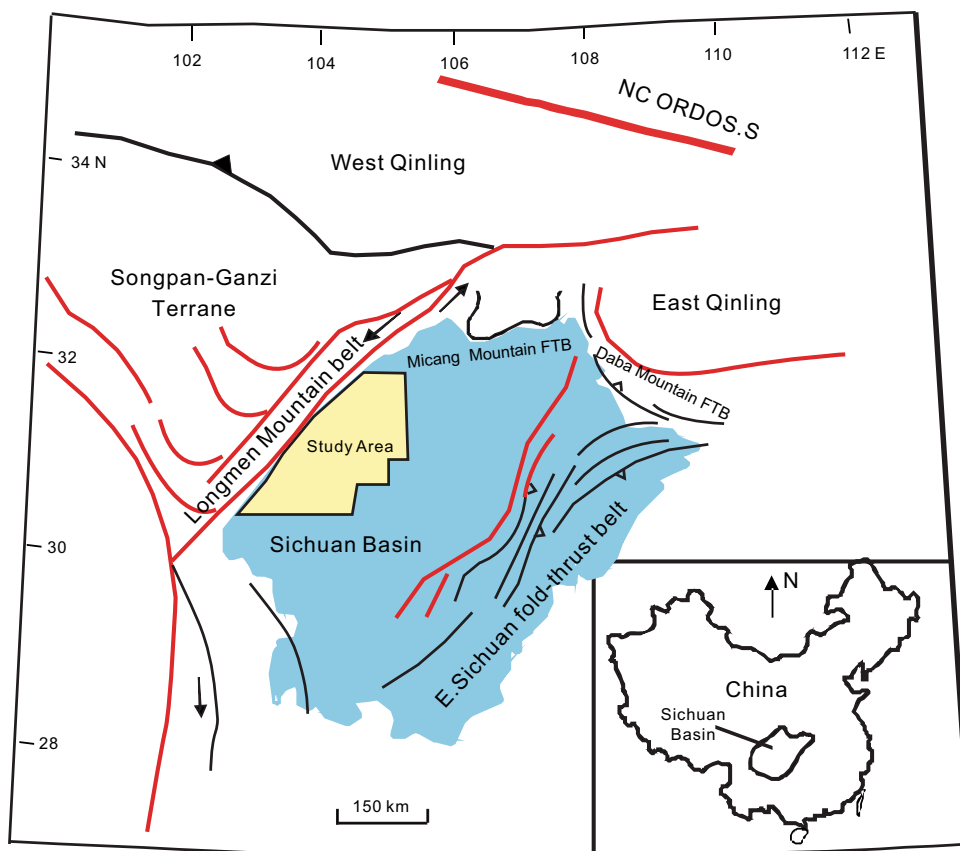 102
104
106
108
110
112 E
NC ORDOS.S
34 N
West Qinling
Songpan-Ganzi
Terrane
East Qinling
32
Micang Mountain FTB
Daba Mountain FTB
Longmen Mountain belt
Study Area
30
Sichuan Basin
E.Sichuan fold-thrust belt
N
China
Sichuan
Basin
28
150 km